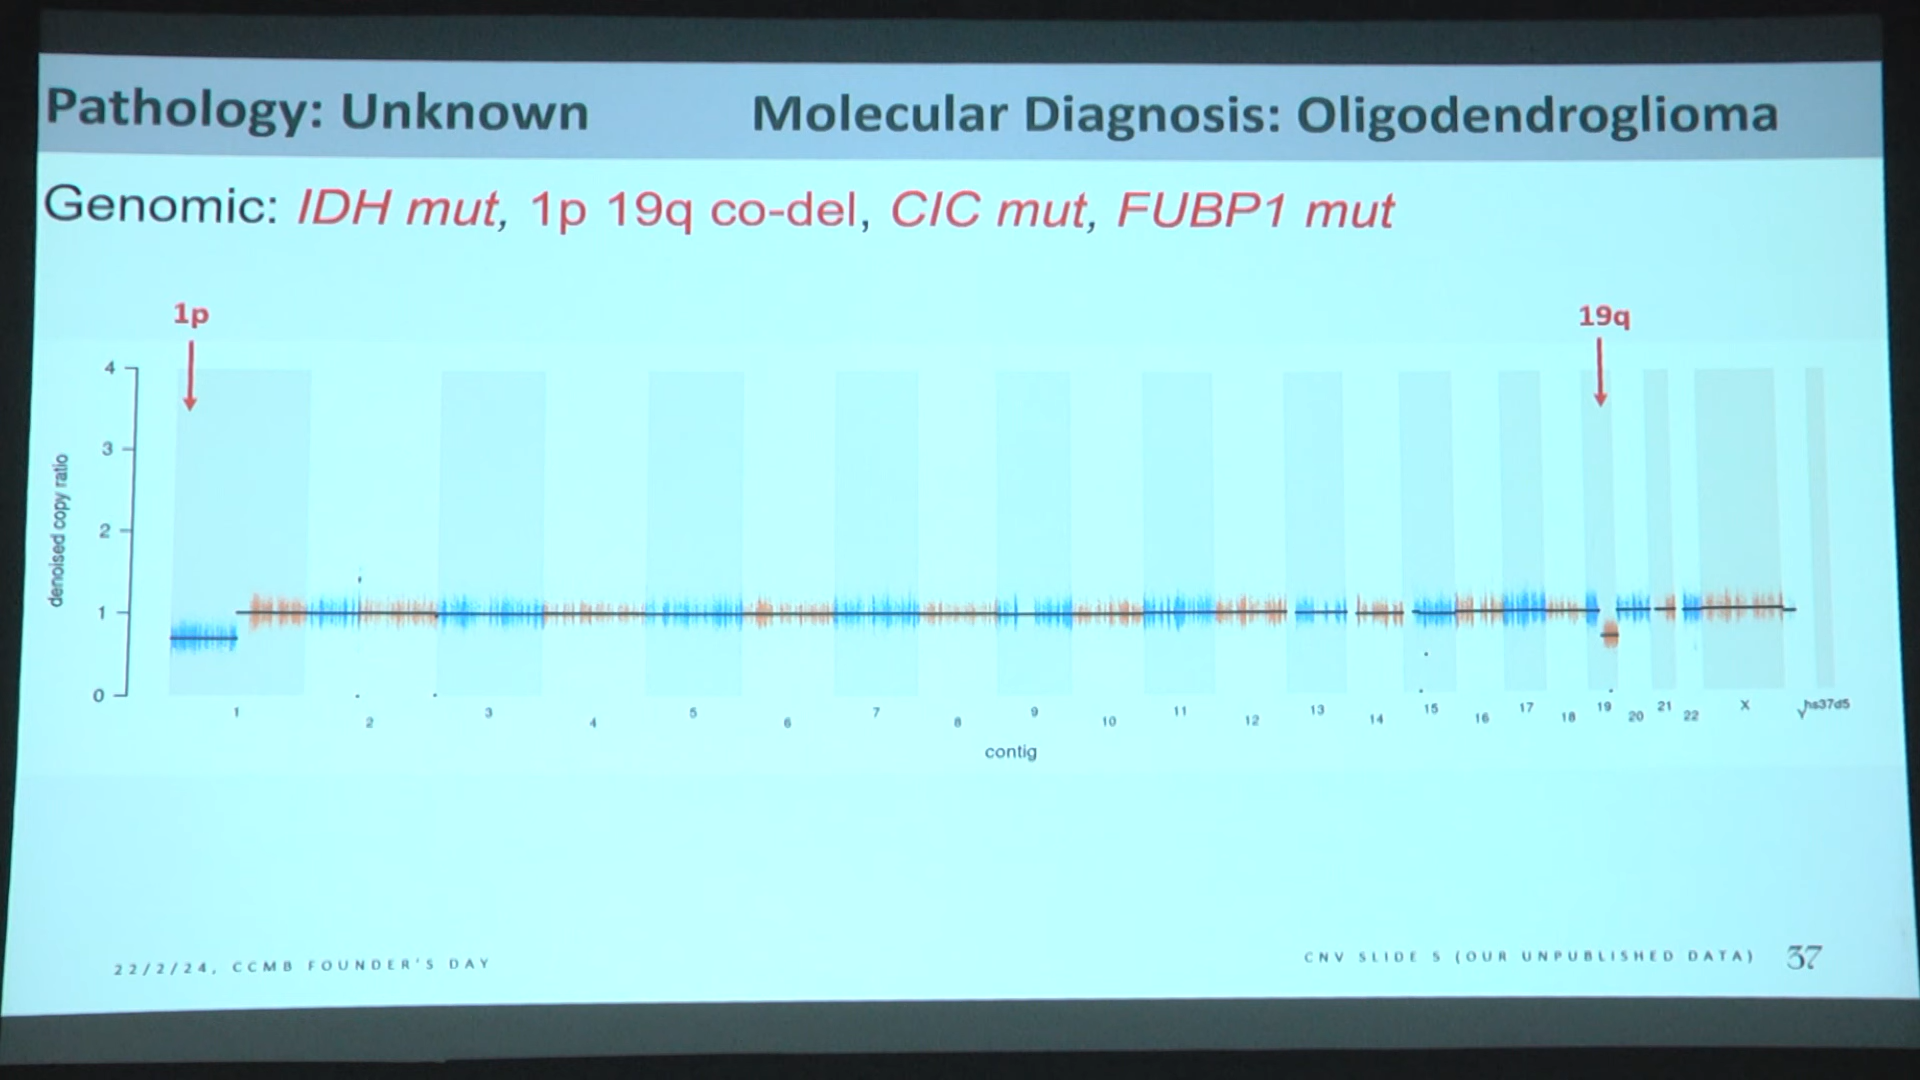 Pathology: Unknown
Molecular Diagnosis: Oligodendroglioma
Genomic: IDH mut, 1p 19q co-del, CIC mut, FUBP1 mut
1p
19q
4
3
2
1
0
denoised copy ratio
1 2 3 4 5 6 7 8 9 10 11 12 13 14 15 16 17 18 19 20 21 22 X Y hs37d5
contig
22/2/24, CCMB FOUNDER'S DAY
CNV SLIDE 5 (OUR UNPUBLISHED DATA) 37